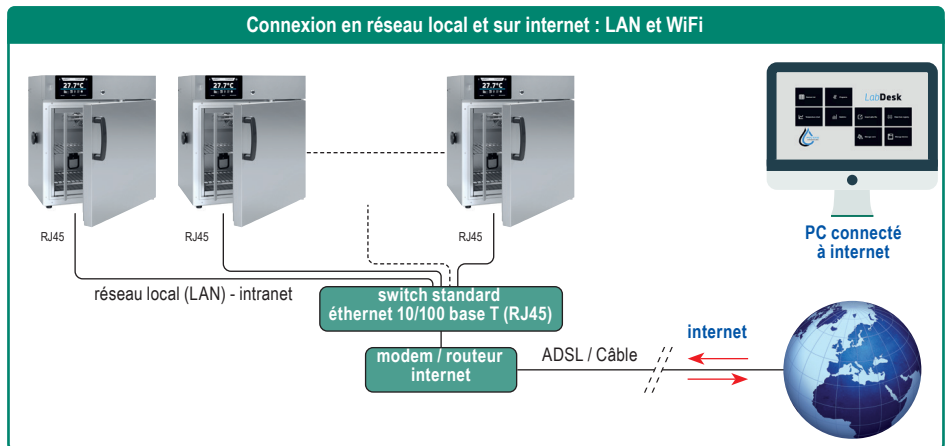 Connexion en réseau local et sur internet : LAN et WiFi
27.7°C
27.7°C
27.7°C
LabDesk
RJ45
RJ45
RJ45
PC connecté
à internet
réseau local (LAN) - intranet
switch standard
éthernet 10/100 base T (RJ45)
internet
modem / routeur
internet
ADSL / Câble